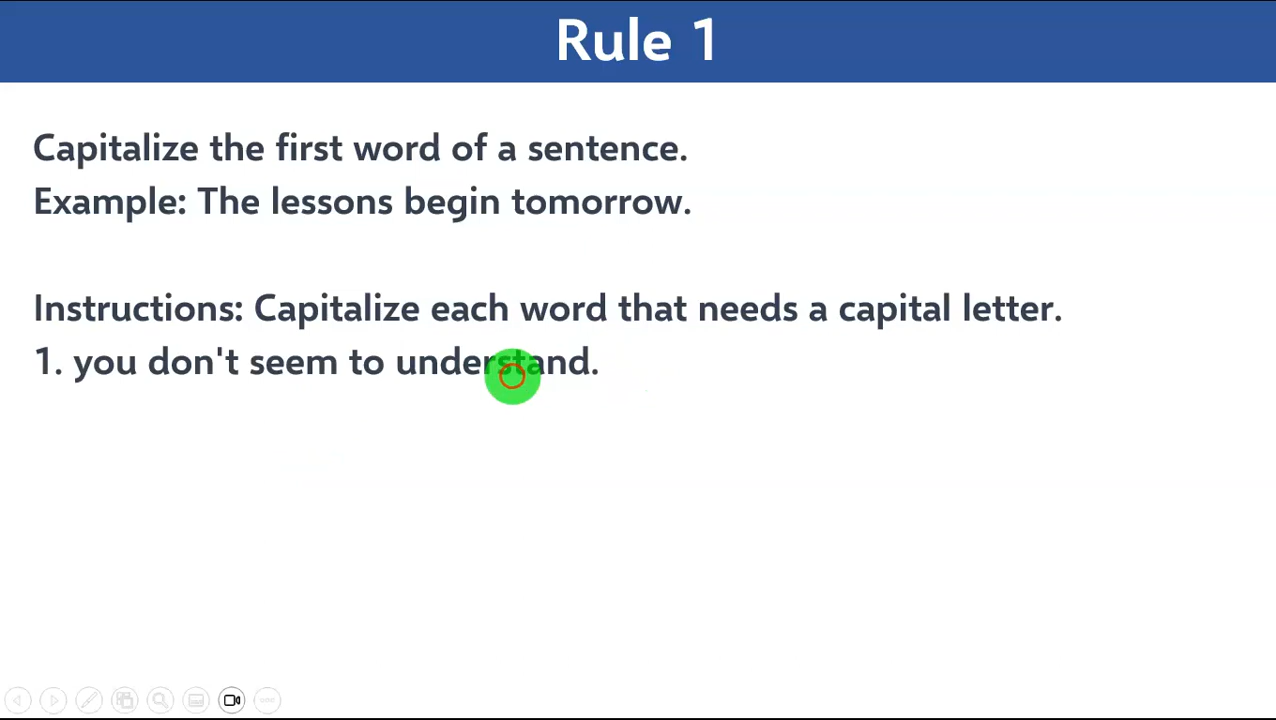 Rule 1
Capitalize the first word of a sentence.
Example: The lessons begin tomorrow.
Instructions: Capitalize each word that needs a capital letter.
1. you don't seem to understand.